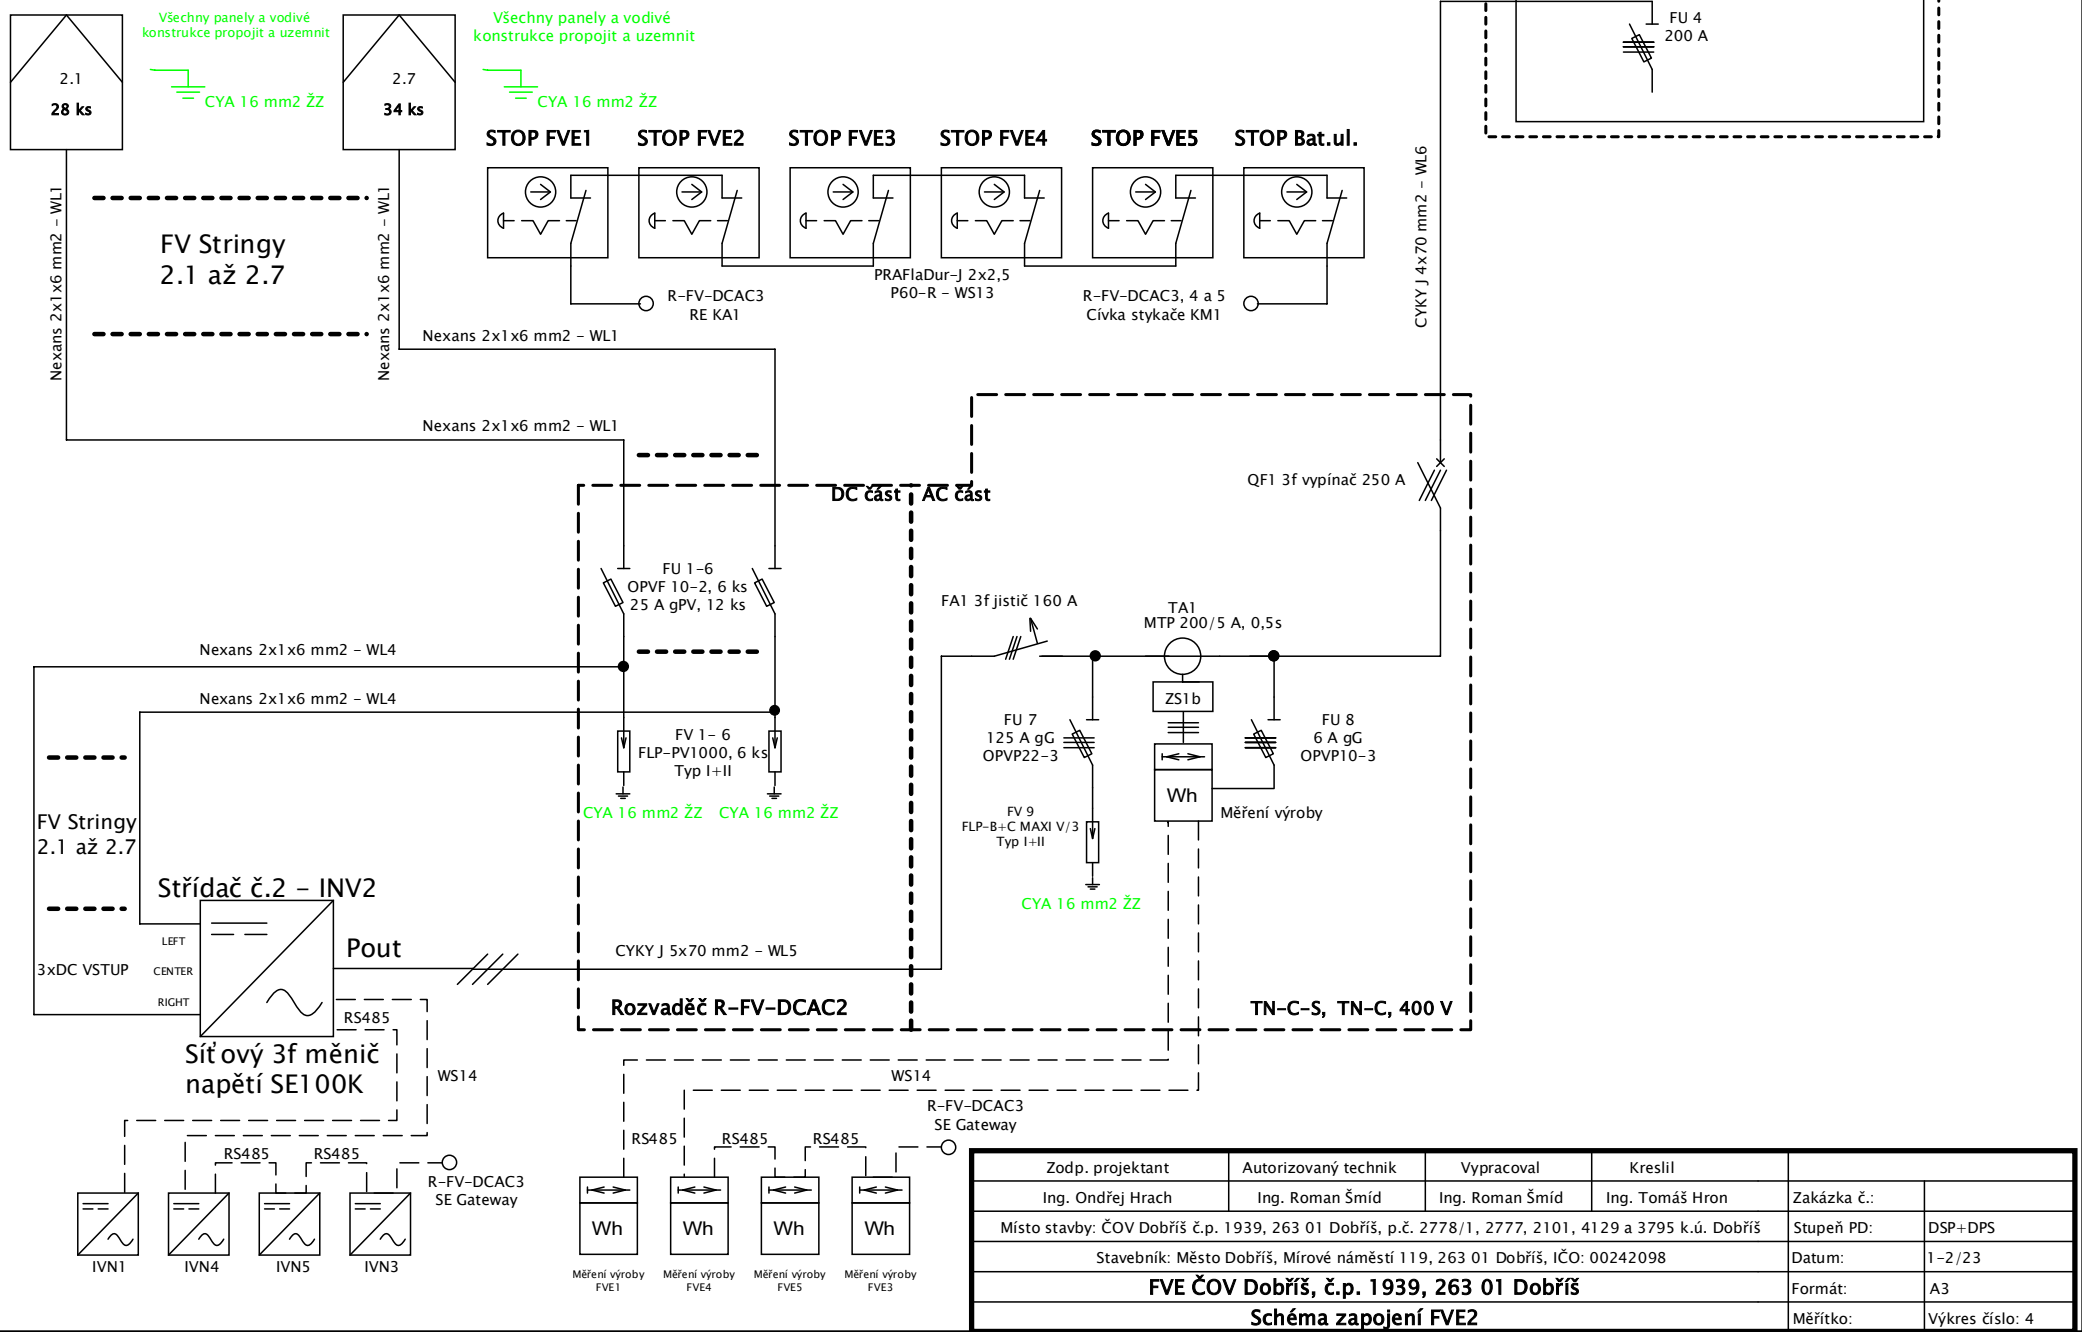 Všechny panely a vodivé
konstrukce propojit a uzemnit
2.1
28 ks
CYA 16 mm2 ŽZ
Všechny panely a vodivé
konstrukce propojit a uzemnit
2.7
34 ks
CYA 16 mm2 ŽZ
FU 4
200 A
STOP FVE1
STOP FVE2
STOP FVE3
STOP FVE4
STOP FVE5
STOP Bat.ul.
Nexans 2x1x6 mm2 - WL1
FV Stringy
2.1 až 2.7
Nexans 2x1x6 mm2 - WL1
R-FV-DCAC3
RE KA1
PRAFlaDur-J 2x2,5
P60-R - WS13
R-FV-DCAC3, 4 a 5
Cívka stykače KM1
CYKY J 4x70 mm2 - WL6
Nexans 2x1x6 mm2 - WL1
Nexans 2x1x6 mm2 - WL1
DC část
AC část
QF1 3f vypínač 250 A
FU 1-6
OPVF 10-2, 6 ks
25 A gPV, 12 ks
FA1 3f jistič 160 A
TA1
MTP 200/5 A, 0,5s
Nexans 2x1x6 mm2 - WL4
Nexans 2x1x6 mm2 - WL4
ZS1b
FV 1- 6
FLP-PV1000, 6 ks
Typ I+II
CYA 16 mm2 ŽZ
CYA 16 mm2 ŽZ
FU 7
125 A gG
OPVP22-3
FU 8
6 A gG
OPVP10-3
Wh
Měření výroby
FV 9
FLP-B+C MAXI V/3
Typ I+II
CYA 16 mm2 ŽZ
FV Stringy
2.1 až 2.7
Střídač č.2 - INV2
LEFT
3xDC VSTUP
CENTER
RIGHT
Pout
CYKY J 5x70 mm2 - WL5
RS485
Rozvaděč R-FV-DCAC2
TN-C-S, TN-C, 400 V
Síťový 3f měnič
napětí SE100K
WS14
WS14
RS485
RS485
R-FV-DCAC3
SE Gateway
IVN1
IVN4
IVN5
IVN3
RS485
RS485
RS485
R-FV-DCAC3
SE Gateway
Wh
Wh
Wh
Wh
Měření výroby
FVE1
Měření výroby
FVE4
Měření výroby
FVE5
Měření výroby
FVE3
Zodp. projektant
Autorizovaný technik
Vypracoval
Kreslil
Ing. Ondřej Hrach
Ing. Roman Šmíd
Ing. Roman Šmíd
Ing. Tomáš Hron
Zakázka č.:
Místo stavby: ČOV Dobříš č.p. 1939, 263 01 Dobříš, p.č. 2778/1, 2777, 2101, 4129 a 3795 k.ú. Dobříš
Stupeň PD:
DSP+DPS
Stavebník: Město Dobříš, Mírové náměstí 119, 263 01 Dobříš, IČO: 00242098
Datum:
1-2/23
FVE ČOV Dobříš, č.p. 1939, 263 01 Dobříš
Formát:
A3
Schéma zapojení FVE2
Měřítko:
Výkres číslo: 4